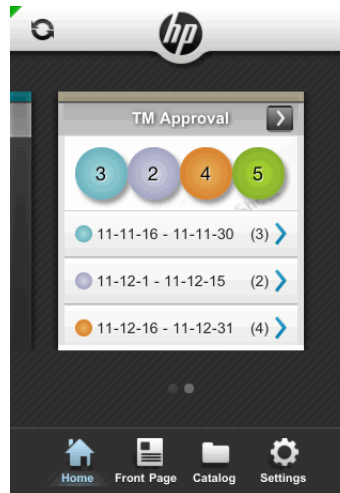 hp
TM Approval
3 2 4 5
11-11-16 - 11-11-30 (3)
11-12-1 - 11-12-15 (2)
11-12-16 - 11-12-31 (4)
Home Front Page Catalog Settings